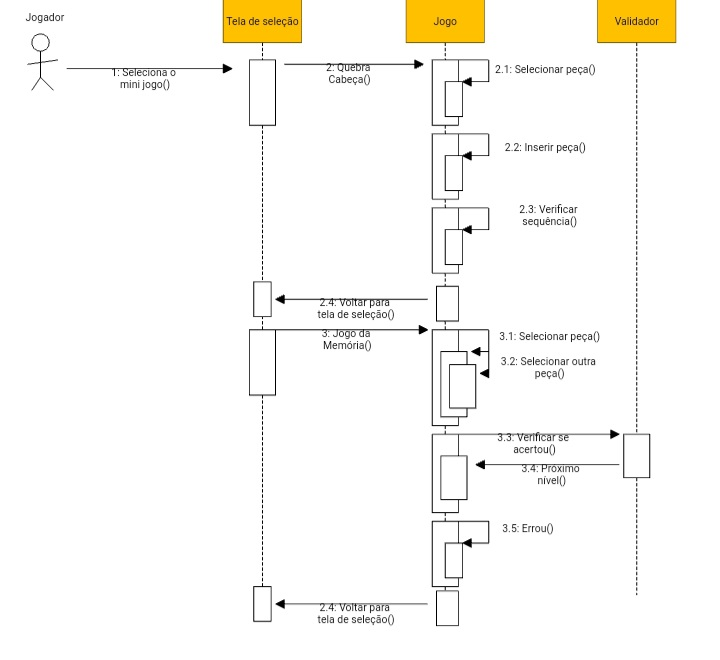 Jogador
Tela de seleção
Jogo
Validador
1: Seleciona o
mini jogo()
2: Quebra
Cabeça()
2.1: Selecionar peça()
2.2: Inserir peça()
2.3: Verificar
sequência()
2.4: Voltar para
tela de seleção()
3: Jogo da
Memória()
3.1: Selecionar peça()
3.2: Selecionar outra
peça()
3.3: Verificar se
acertou()
3.4: Próximo
nível()
3.5: Errou()
2.4: Voltar para
tela de seleção()